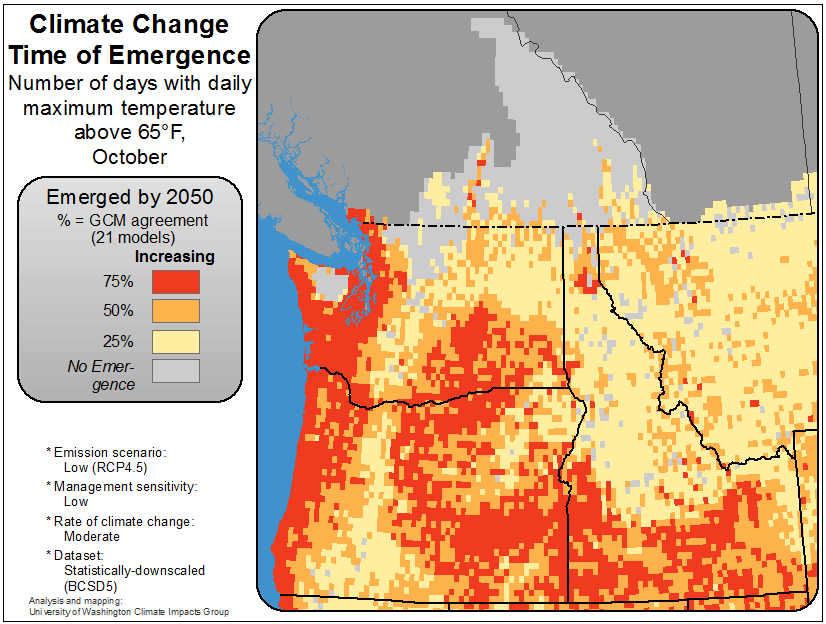 Climate Change
Time of Emergence
Number of days with daily
maximum temperature
above 65°F,
October
Emerged by 2050
% = GCM agreement
(21 models)
Increasing
75%
50%
25%
No Emer-
gence
* Emission scenario:
Low (RCP4.5)
* Management sensitivity:
Low
* Rate of climate change:
Moderate
* Dataset:
Statistically-downscaled
(BCSD5)
Analysis and mapping:
University of Washington Climate Impacts Group